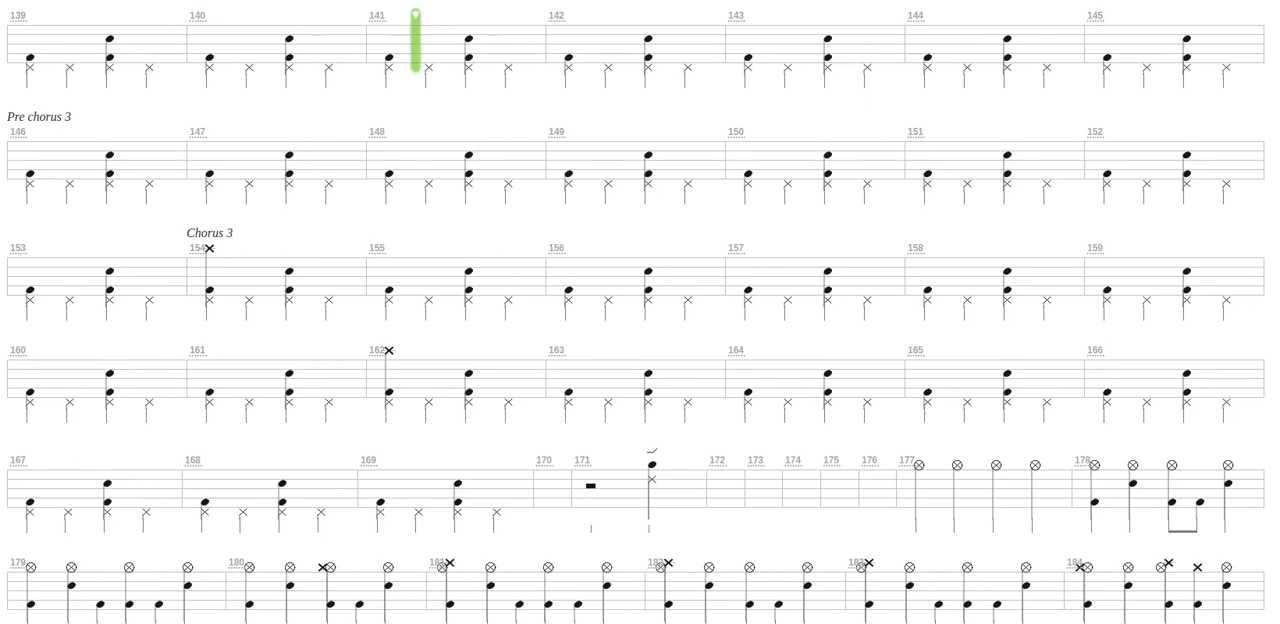 139 140 141 142 143 144 145
Pre chorus 3
146 147 148 149 150 151 152
Chorus 3
153 154 155 156 157 158 159
160 161 162 163 164 165 166
167 168 169 170 171 172 173 174 175 176 177 178
179 180 181 182 183 184